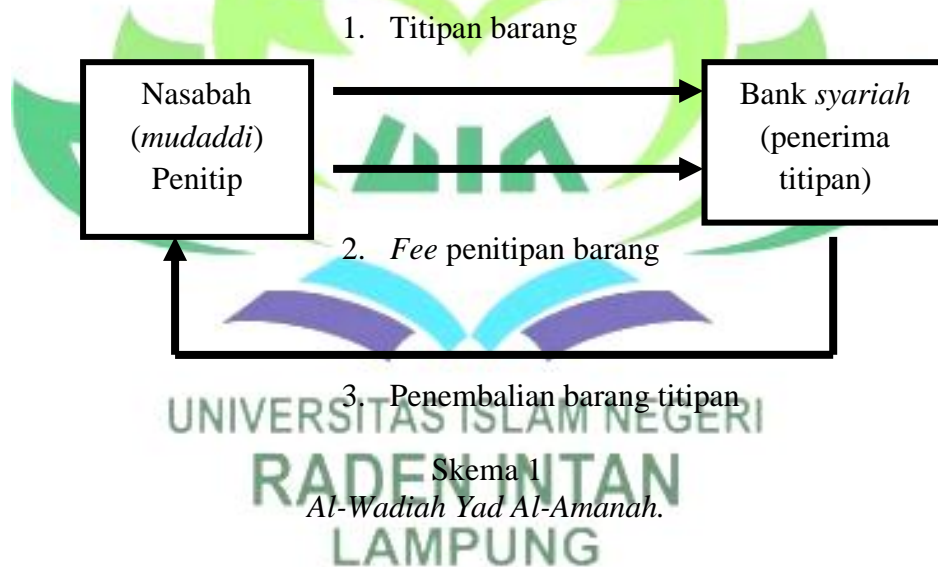 1. Titipan barang
Nasabah
(mudaddi)
Penitip
Bank syariah
(penerima
titipan)
2. Fee penitipan barang
3. Penembalian barang titipan
UNIVERSITAS ISLAM NEGERI
RADEN INTAN
LAMPUNG
Skema 1
Al-Wadiah Yad Al-Amanah.